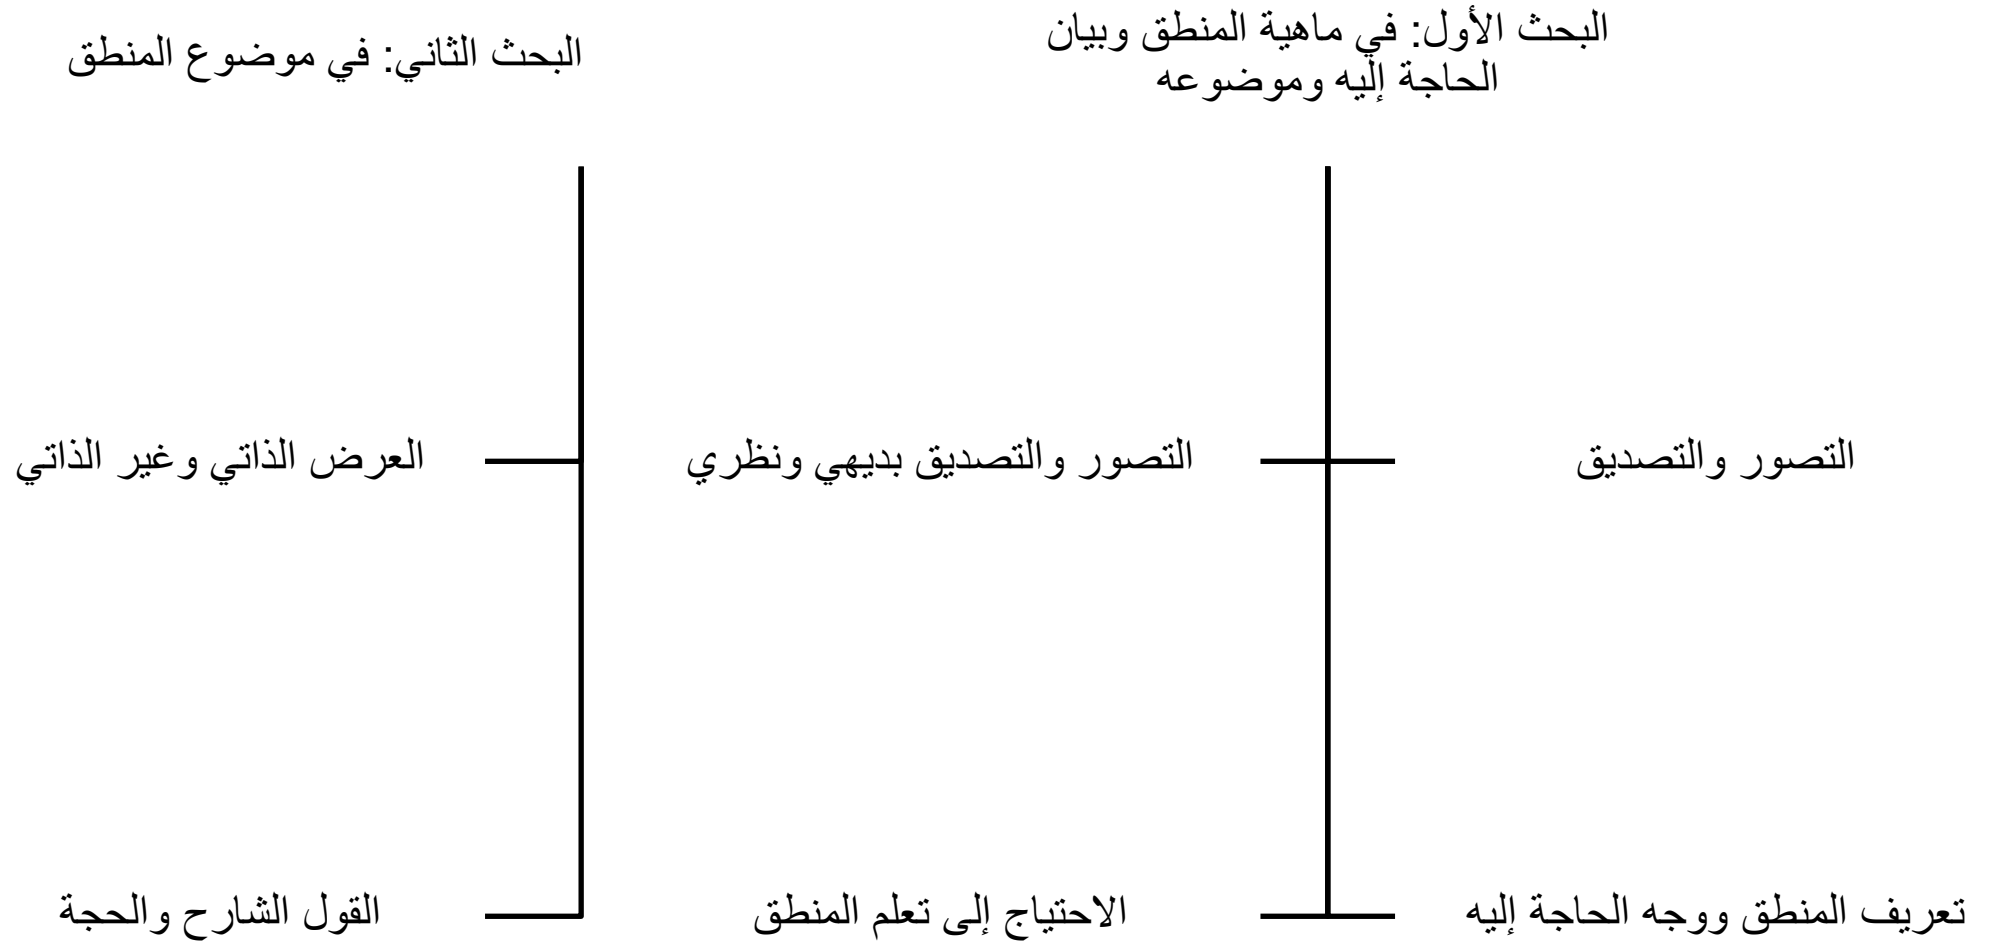 البحث الأول: في ماهية المنطق وبيان
الحاجة إليه وموضوعه
التصور والتصديق
التصور والتصديق بديهي ونظري
تعريف المنطق ووجه الحاجة إليه
الاحتياج إلى تعلم المنطق
البحث الثاني: في موضوع المنطق
العرض الذاتي وغير الذاتي
القول الشارح والحجة